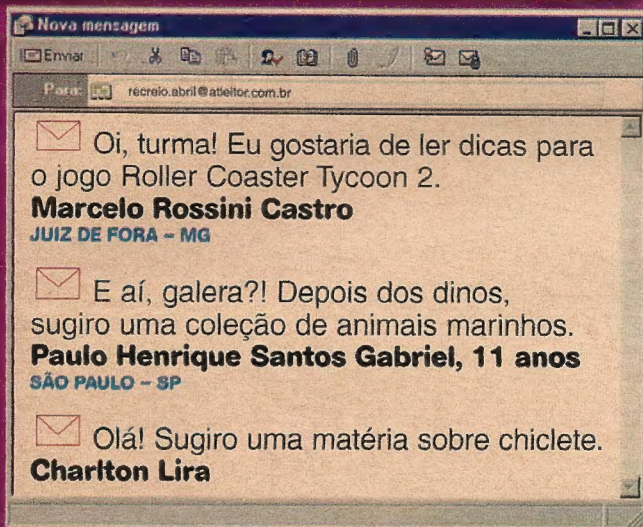 Nova mensagem
Enviar
Para: recreio.abril@atleitor.com.br
Oi, turma! Eu gostaria de ler dicas para
o jogo Roller Coaster Tycoon 2.
Marcelo Rossini Castro
JUIZ DE FORA – MG
E aí, galera?! Depois dos dinos,
sugiro uma coleção de animais marinhos.
Paulo Henrique Santos Gabriel, 11 anos
SÃO PAULO – SP
Olá! Sugiro uma matéria sobre chiclete.
Charlton Lira